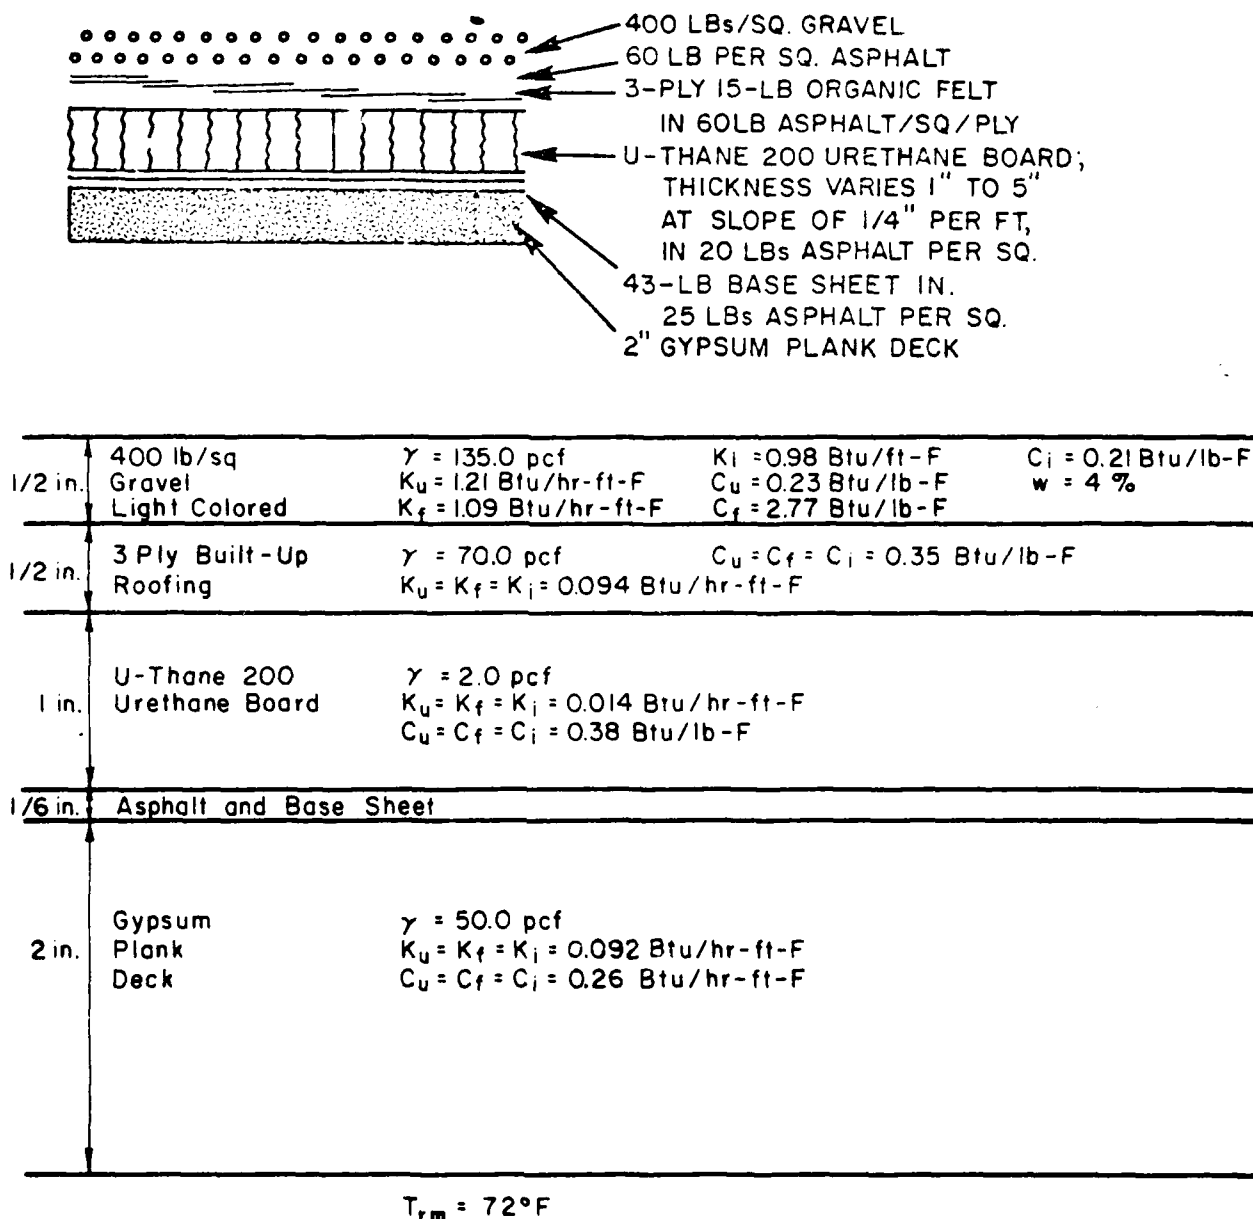 400 LBs/SQ. GRAVEL
60 LB PER SQ. ASPHALT
3-PLY 15-LB ORGANIC FELT
IN 60LB ASPHALT/SQ/PLY
U-THANE 200 URETHANE BOARD;
THICKNESS VARIES 1" TO 5"
AT SLOPE OF 1/4" PER FT,
IN 20 LBs ASPHALT PER SQ.
43-LB BASE SHEET IN.
25 LBs ASPHALT PER SQ.
2" GYPSUM PLANK DECK
400 lb/sq γ = 135.0 pcf Ki = 0.98 Btu/ft-F Ci = 0.21 Btu/lb-F
1/2 in. Gravel Ku = 1.21 Btu/hr-ft-F Cu = 0.23 Btu/lb-F w = 4 %
Light Colored Kf = 1.09 Btu/hr-ft-F Cf = 2.77 Btu/lb-F
1/2 in. 3 Ply Built-Up γ = 70.0 pcf Cu = Cf = Ci = 0.35 Btu/lb-F
Roofing Ku = Kf = Ki = 0.094 Btu/hr-ft-F
U-Thane 200 γ = 2.0 pcf
1 in. Urethane Board Ku = Kf = Ki = 0.014 Btu/hr-ft-F
Cu = Cf = Ci = 0.38 Btu/lb-F
1/6 in. Asphalt and Base Sheet
Gypsum γ = 50.0 pcf
2 in. Plank Ku = Kf = Ki = 0.092 Btu/hr-ft-F
Deck Cu = Cf = Ci = 0.26 Btu/hr-ft-F
Trm = 72°F